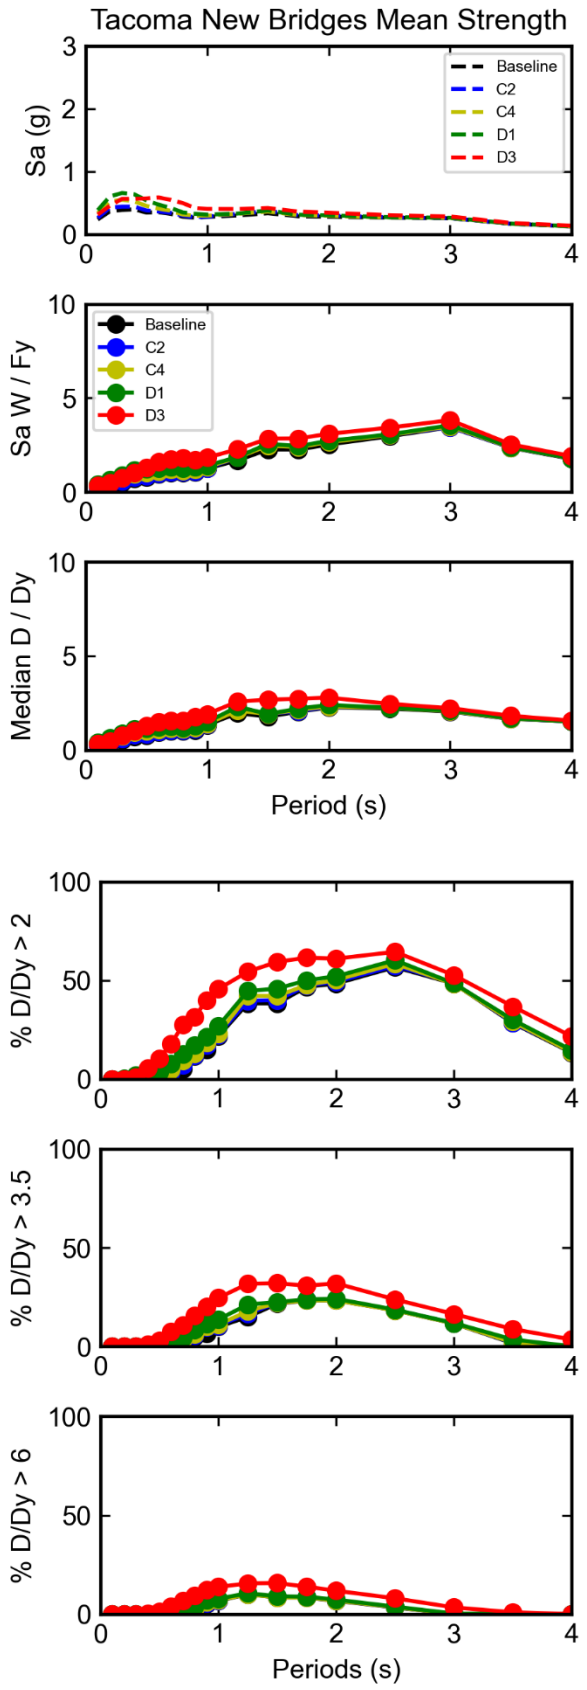 Tacoma New Bridges Mean Strength
Sa (g)
3
2
1
0
0 1 2 3 4
Baseline
C2
C4
D1
D3
Sa W / Fy
10
5
0
0 1 2 3 4
Baseline
C2
C4
D1
D3
Median D / Dy
10
5
0
0 1 2 3 4
Period (s)
% D/Dy > 2
100
50
0
0 1 2 3 4
% D/Dy > 3.5
100
50
0
0 1 2 3 4
% D/Dy > 6
100
50
0
0 1 2 3 4
Periods (s)